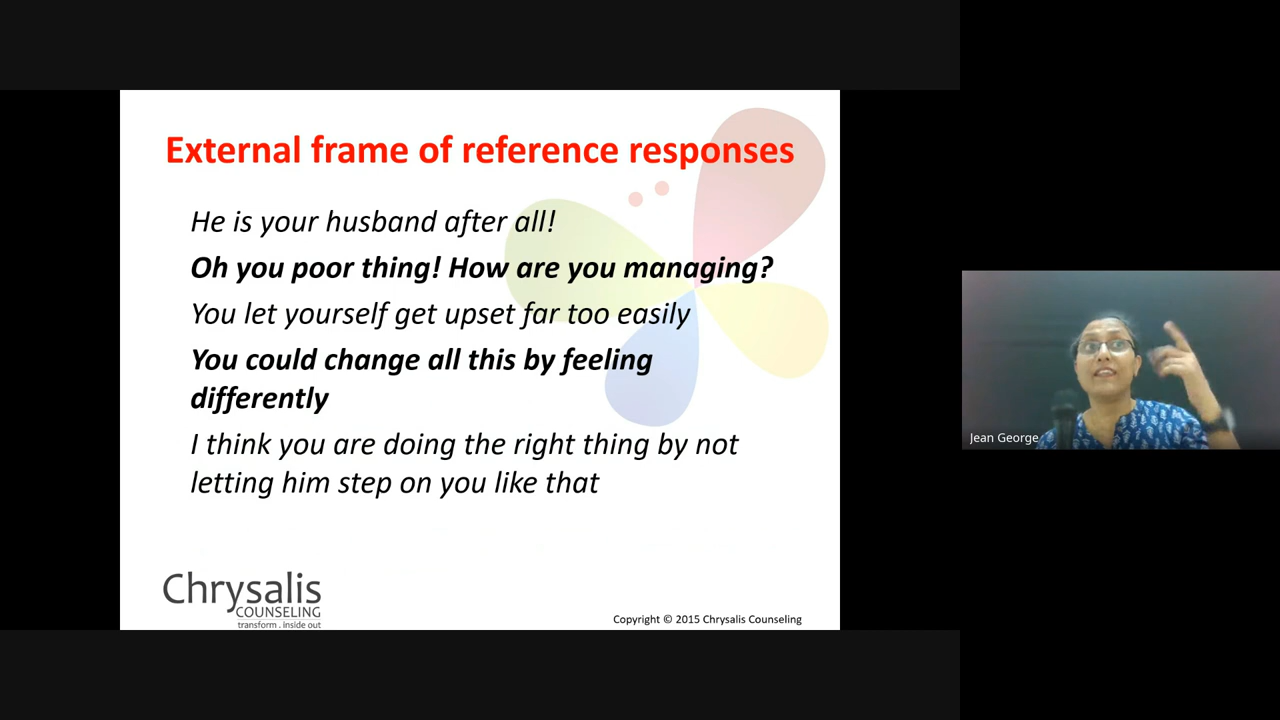 External frame of reference responses
He is your husband after all!
Oh you poor thing! How are you managing?
You let yourself get upset far too easily
You could change all this by feeling
differently
I think you are doing the right thing by not
letting him step on you like that
Chrysalis
COUNSELING
transform . inside out
Copyright © 2015 Chrysalis Counseling
Jean George